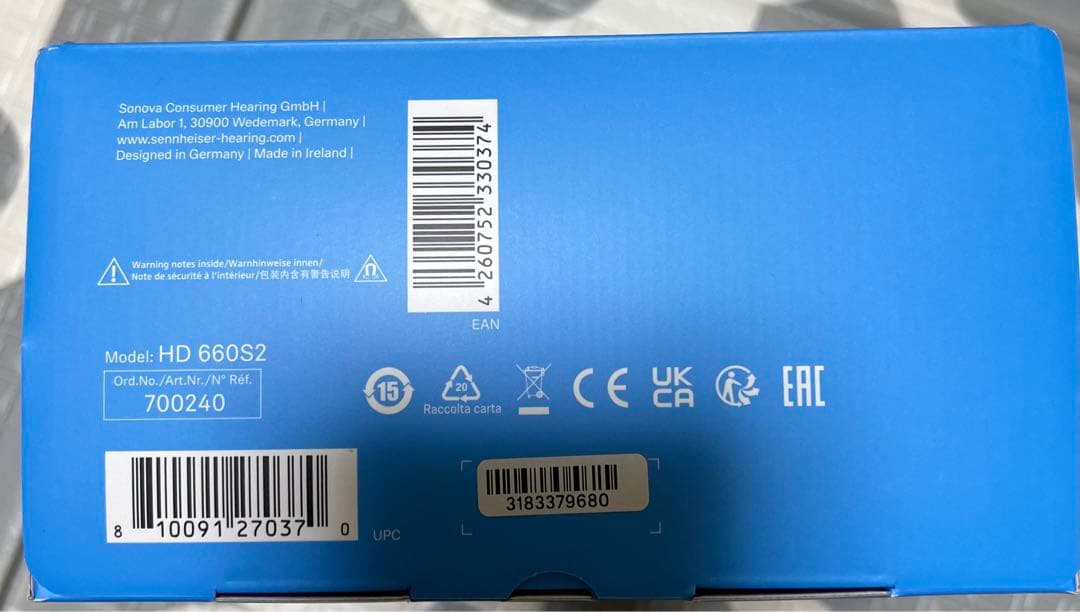 Sonova Consumer Hearing GmbH |
Am Labor 1, 30900 Wedemark, Germany |
www.sennheiser-hearing.com |
Designed in Germany | Made in Ireland |
4 260752 330374
EAN
Warning notes inside/Warnhinweise innen/
Note de sécurité à l'intérieur/包装内含有警告说明
Model: HD 660S2
Ord.No./Art.Nr./N° Réf.
700240
15
20
Raccolta carta
CE
UK
CA
EAC
8 10091 27037 0
UPC
3183379680